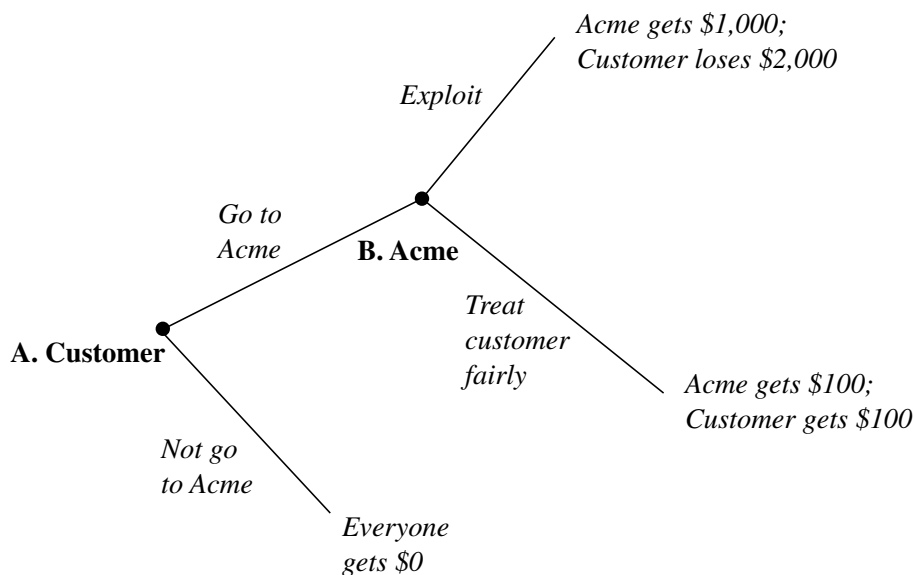 Acme gets $1,000;
Customer loses $2,000
Exploit
Go to
Acme
B. Acme
Treat
customer
fairly
A. Customer
Acme gets $100;
Customer gets $100
Not go
to Acme
Everyone
gets $0